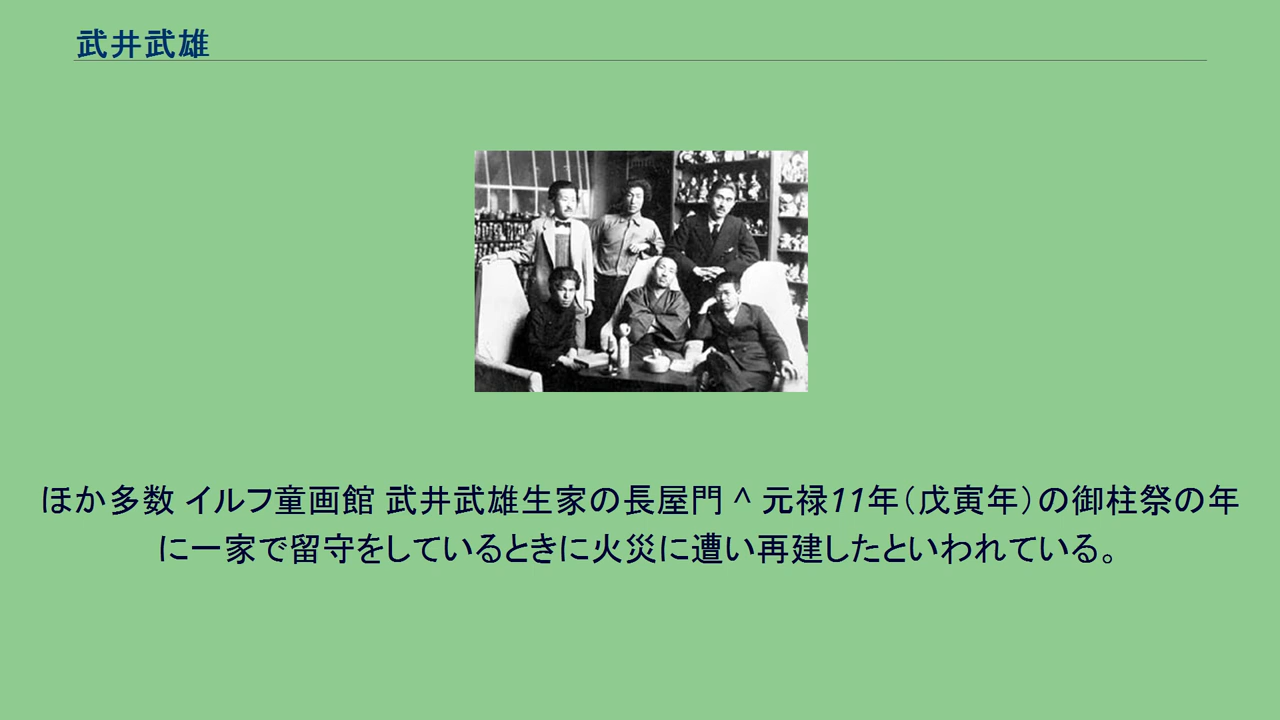 武井武雄
ほか多数 イルフ童画館 武井武雄生家の長屋門 ^ 元禄11年（戊寅年）の御柱祭の年
に一家で留守をしているときに火災に遭い再建したといわれている。